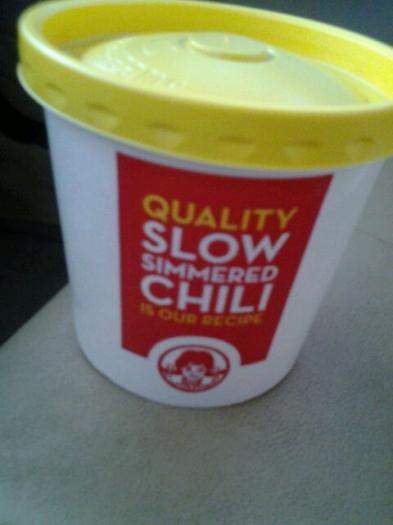 QUALITY
SLOW
SIMMERED
CHILI
IS OUR RECIPE